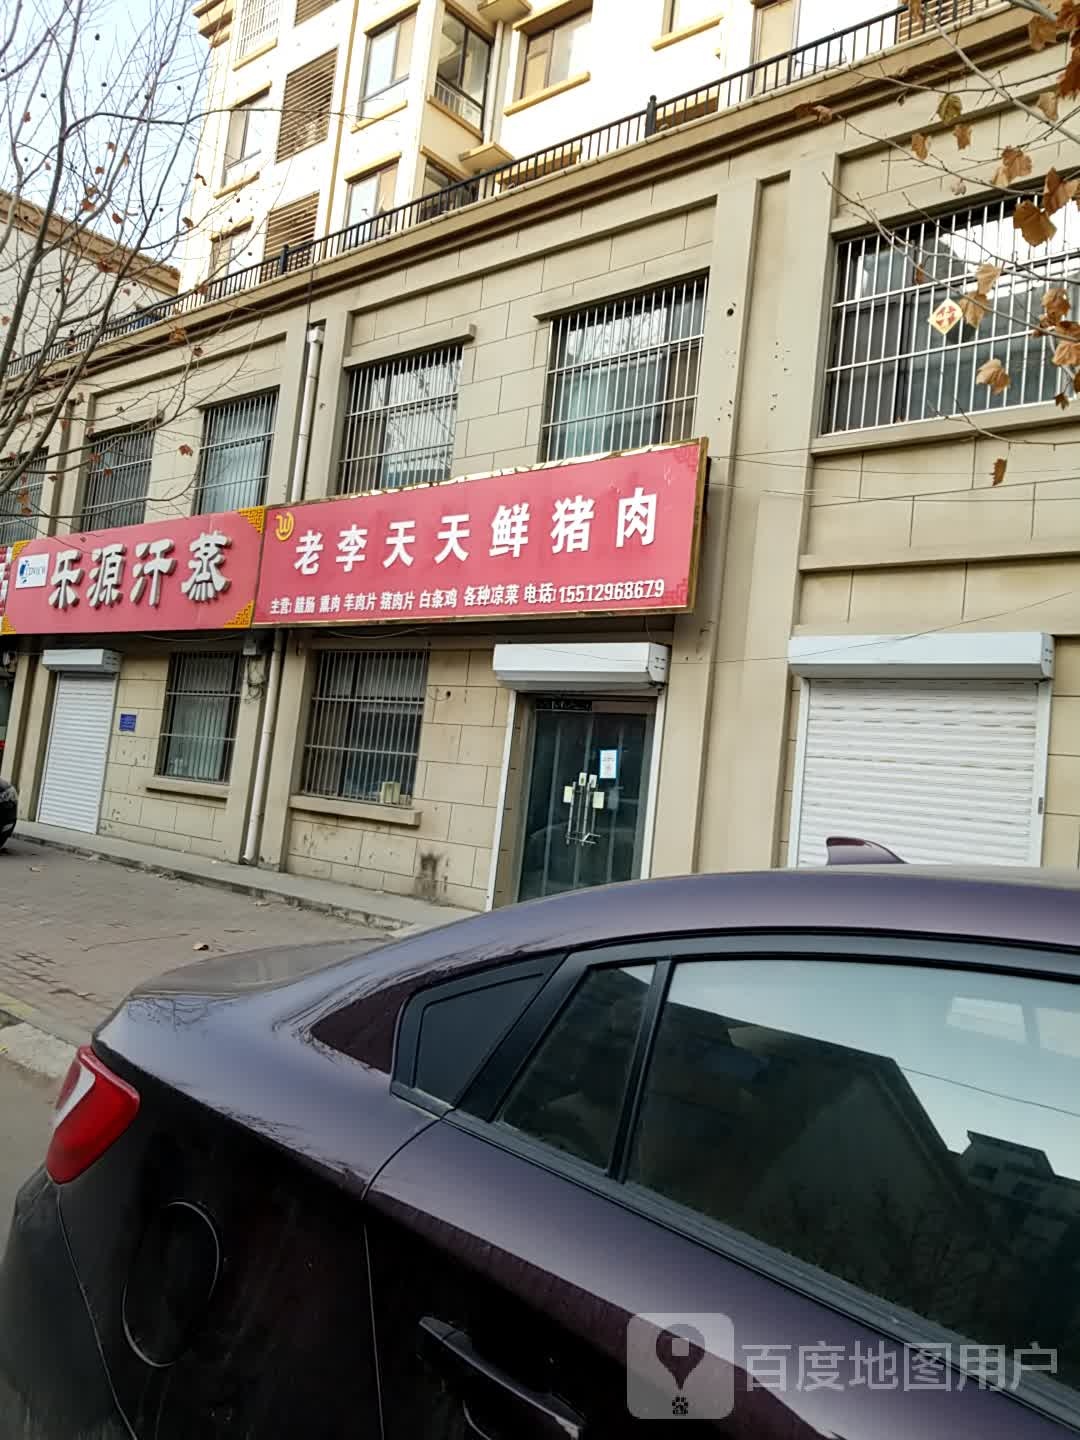 乐源汗蒸
老李天天鲜猪肉
主营:腊肠 熏肉 羊肉片 猪肉片 白条鸡 各种凉菜 电话:15512968679
百度地图用户